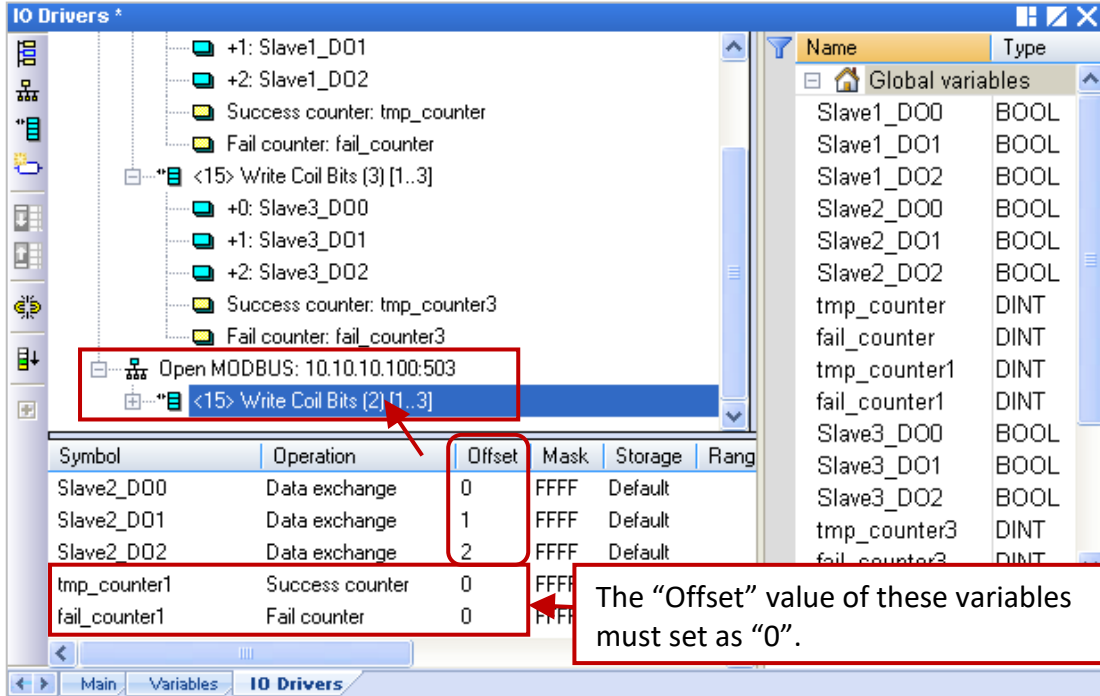 IO Drivers *
+1: Slave1_DO1
+2: Slave1_DO2
Success counter: tmp_counter
Fail counter: fail_counter
<15> Write Coil Bits (3) [1..3]
+0: Slave3_DO0
+1: Slave3_DO1
+2: Slave3_DO2
Success counter: tmp_counter3
Fail counter: fail_counter3
Open MODBUS: 10.10.10.100:503
<15> Write Coil Bits (2) [1..3]
Name Type
Global variables
Slave1_DO0 BOOL
Slave1_DO1 BOOL
Slave1_DO2 BOOL
Slave2_DO0 BOOL
Slave2_DO1 BOOL
Slave2_DO2 BOOL
tmp_counter DINT
fail_counter DINT
tmp_counter1 DINT
fail_counter1 DINT
Slave3_DO0 BOOL
Slave3_DO1 BOOL
Slave3_DO2 BOOL
tmp_counter3 DINT
fail_counter3 DINT
Symbol Operation Offset Mask Storage Rang
Slave2_DO0 Data exchange 0 FFFF Default
Slave2_DO1 Data exchange 1 FFFF Default
Slave2_DO2 Data exchange 2 FFFF Default
tmp_counter1 Success counter 0 FFFF
fail_counter1 Fail counter 0 FFFF
The “Offset” value of these variables
must set as “0”.
Main Variables IO Drivers